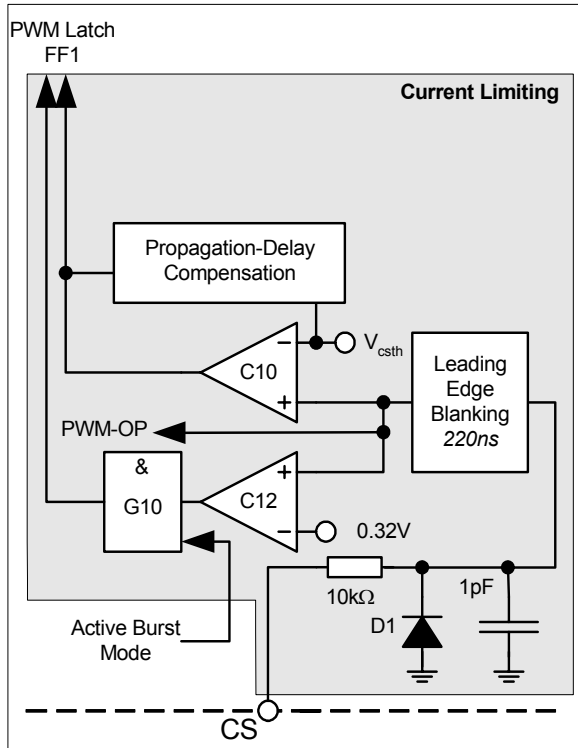 PWM Latch
FF1
Current Limiting
Propagation-Delay
Compensation
−
V_csth
C10
+
Leading
Edge
Blanking
220ns
PWM-OP
&
G10
+
C12
−
0.32V
10kΩ
1pF
D1
Active Burst
Mode
CS